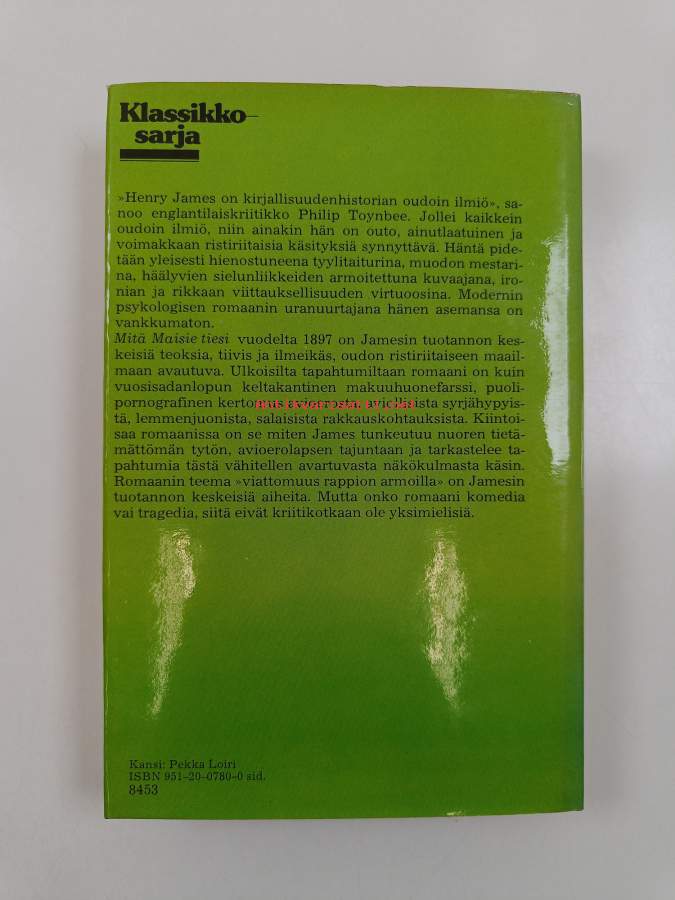 Klassikko–
sarja
»Henry James on kirjallisuudenhistorian oudoin ilmiö», sa-
noo englantilaiskriitikko Philip Toynbee. Jollei kaikkein
oudoin ilmiö, niin ainakin hän on outo, ainutlaatuinen ja
voimakkaan ristiriitaisia käsityksiä synnyttävä. Häntä pide-
tään yleisesti hienostuneena tyylitaiturina, muodon mestari-
na, häälyvien sielunliikkeiden armoitettuna kuvaajana, iro-
nian ja rikkaan viittauksellisuuden virtuoosina. Modernin
psykologisen romaanin uranuurtajana hänen asemansa on
vankkumaton.
Mitä Maisie tiesi vuodelta 1897 on Jamesin tuotannon kes-
keisiä teoksia, tiivis ja ilmeikäs, oudon ristiriitaiseen maail-
maan avautuva. Ulkoisilta tapahtumiltaan romaani on kuin
vuosisadanlopun keltakantinen makuuhuonefarssi, puoli-
pornografinen kertomus avioerosta, aviollisista syrjähypyis-
tä, lemmenjuonista, salaisista rakkauskohtauksista. Kiintoi-
saa romaanissa on se miten James tunkeutuu nuoren tietä-
mättömän tytön, avioerolapsen tajuntaan ja tarkastelee ta-
pahtumia tästä vähitellen avartuvasta näkökulmasta käsin.
Romaanin teema »viattomuus rappion armoilla» on Jamesin
tuotannon keskeisiä aiheita. Mutta onko romaani komedia
vai tragedia, siitä eivät kriitikotkaan ole yksimielisiä.
Kansi: Pekka Loiri
ISBN 951–20–0780–0 sid.
8453